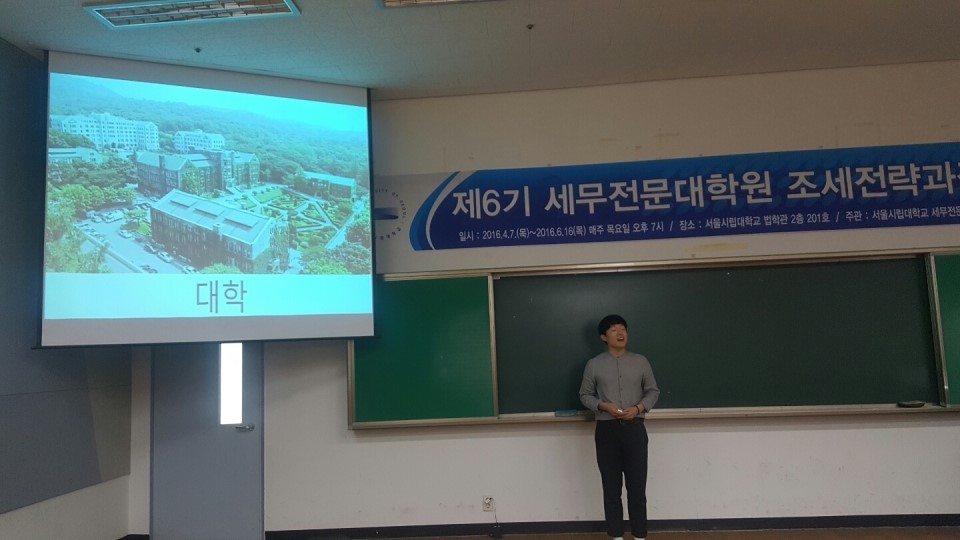 대학
제6기 세무전문대학원 조세전략과
일시 : 2016.4.7.(목)~2016.6.16(목) 매주 목요일 오후 7시 / 장소 : 서울시립대학교 법학관 2층 201호 / 주관 : 서울시립대학교 세무전문